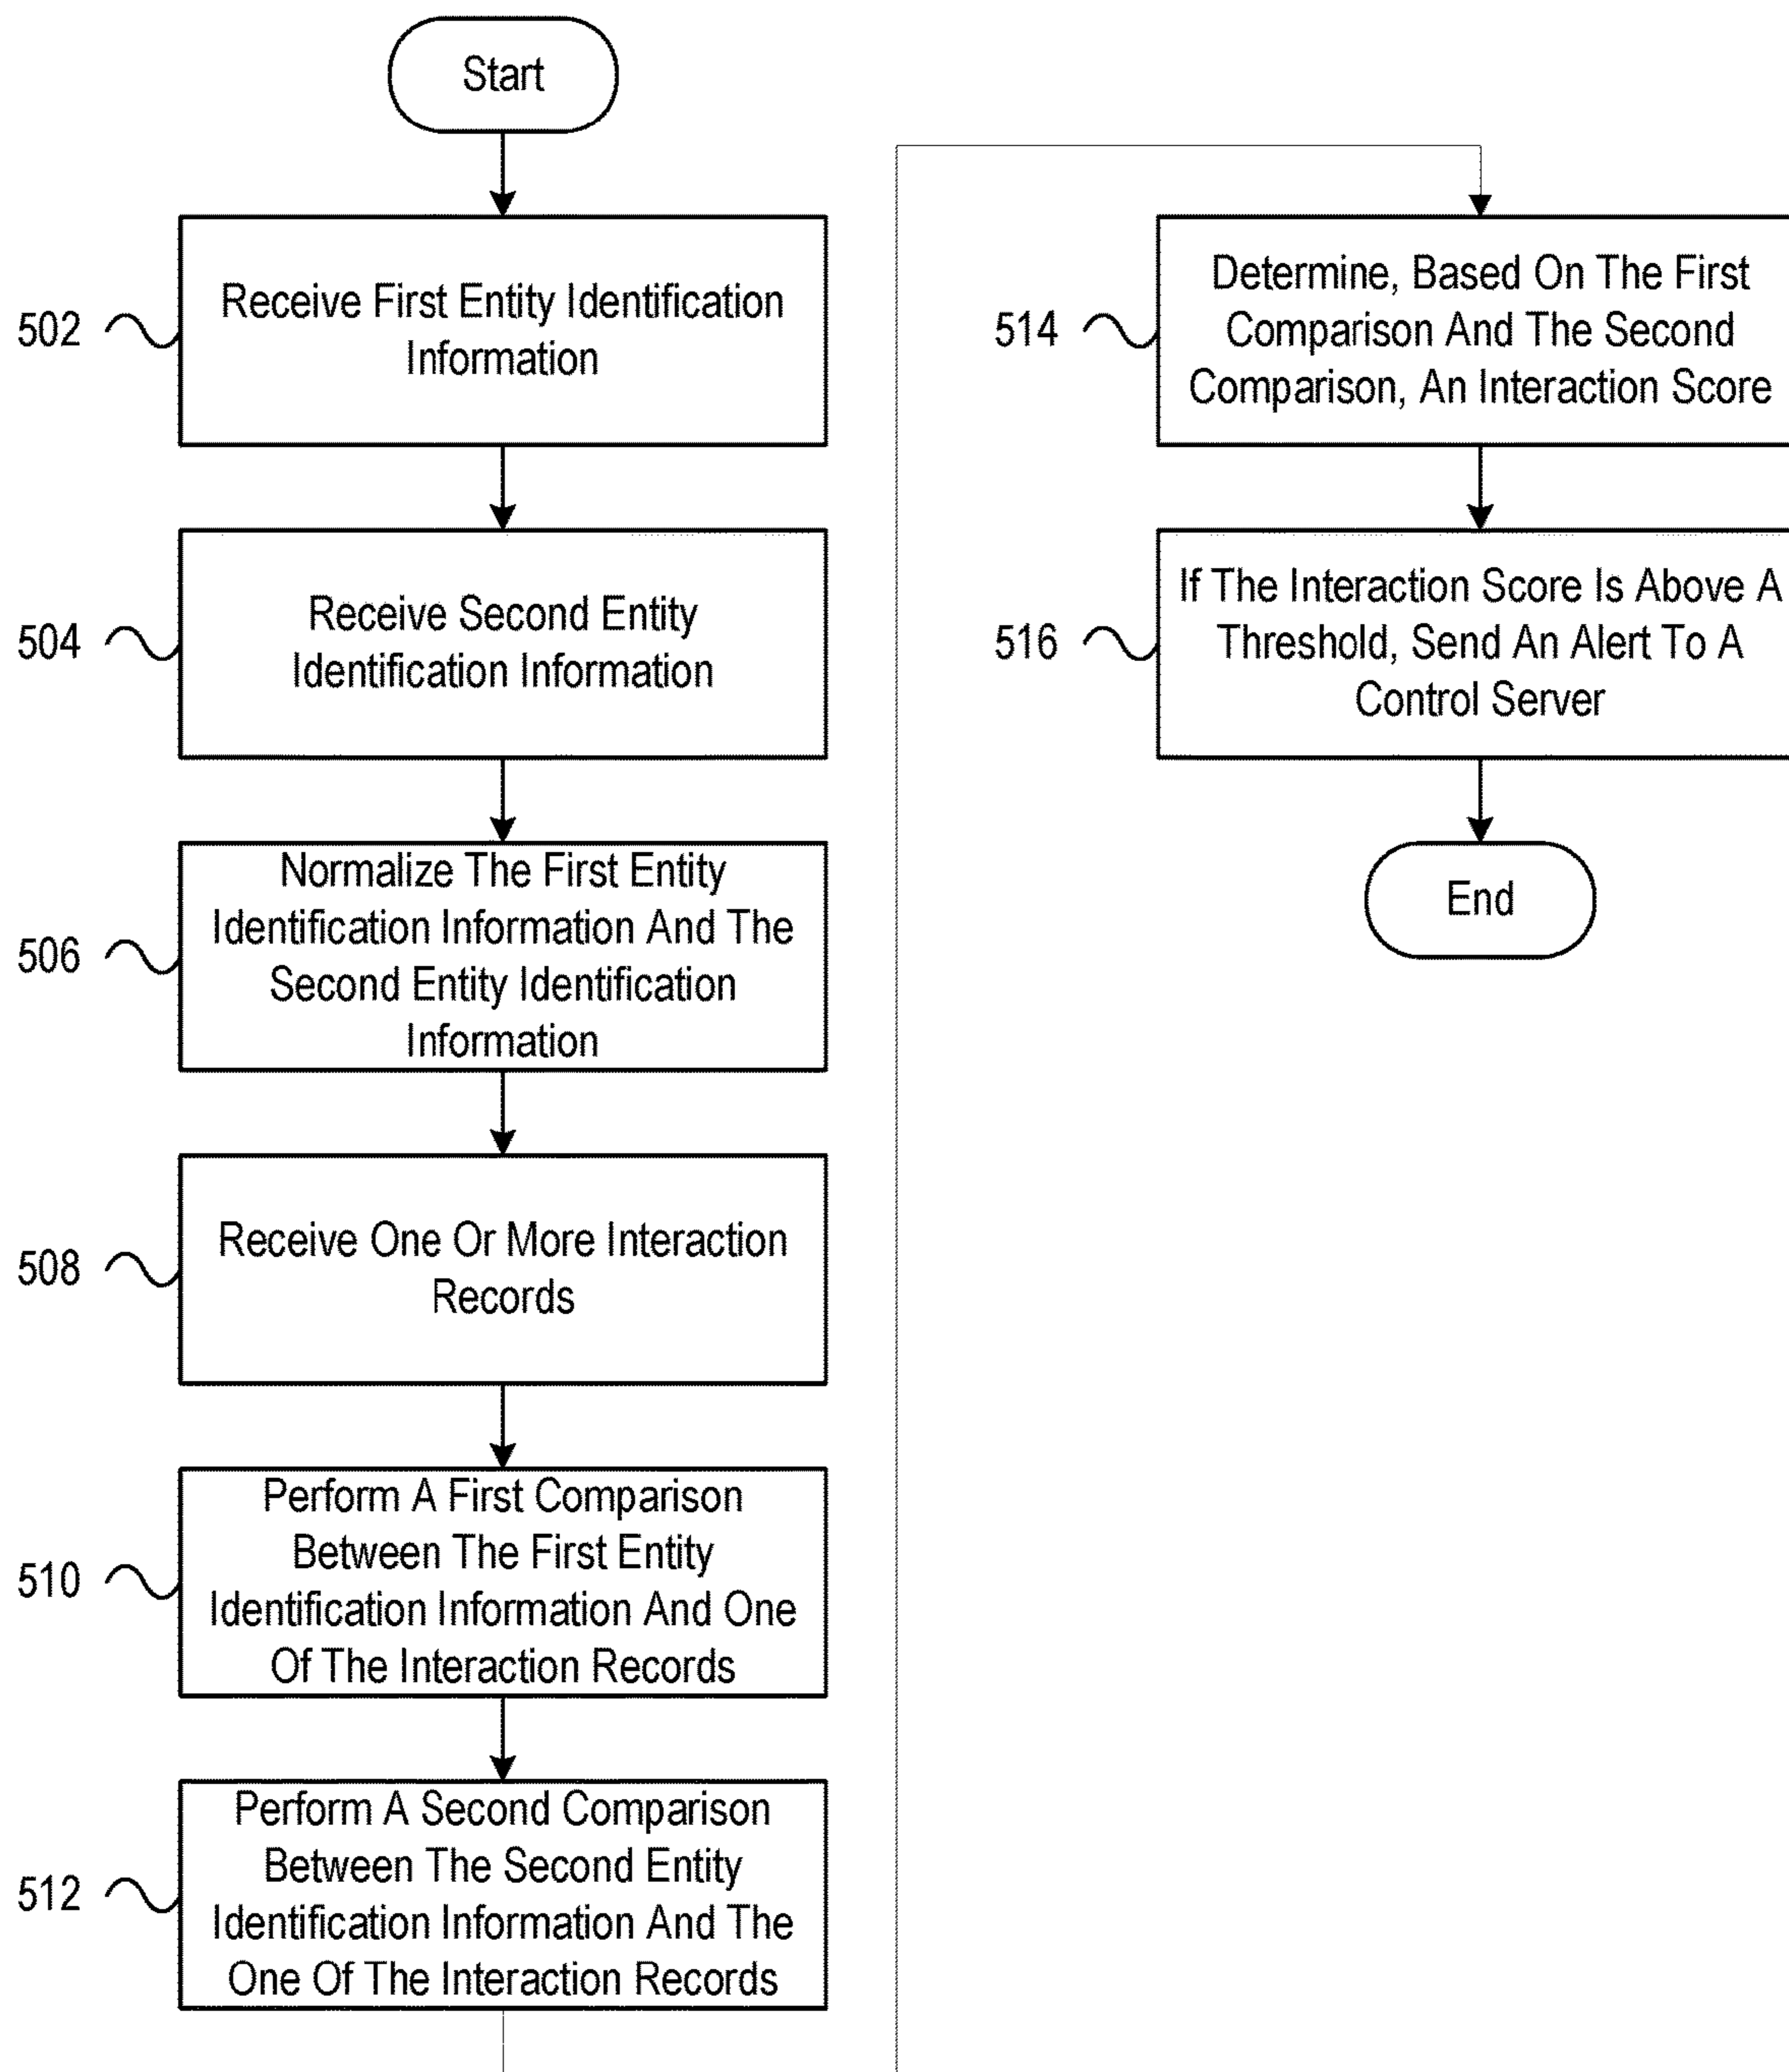 Start
502
Receive First Entity Identification
Information
504
Receive Second Entity
Identification Information
506
Normalize The First Entity
Identification Information And The
Second Entity Identification
Information
508
Receive One Or More Interaction
Records
510
Perform A First Comparison
Between The First Entity
Identification Information And One
Of The Interaction Records
512
Perform A Second Comparison
Between The Second Entity
Identification Information And The
One Of The Interaction Records
514
Determine, Based On The First
Comparison And The Second
Comparison, An Interaction Score
516
If The Interaction Score Is Above A
Threshold, Send An Alert To A
Control Server
End